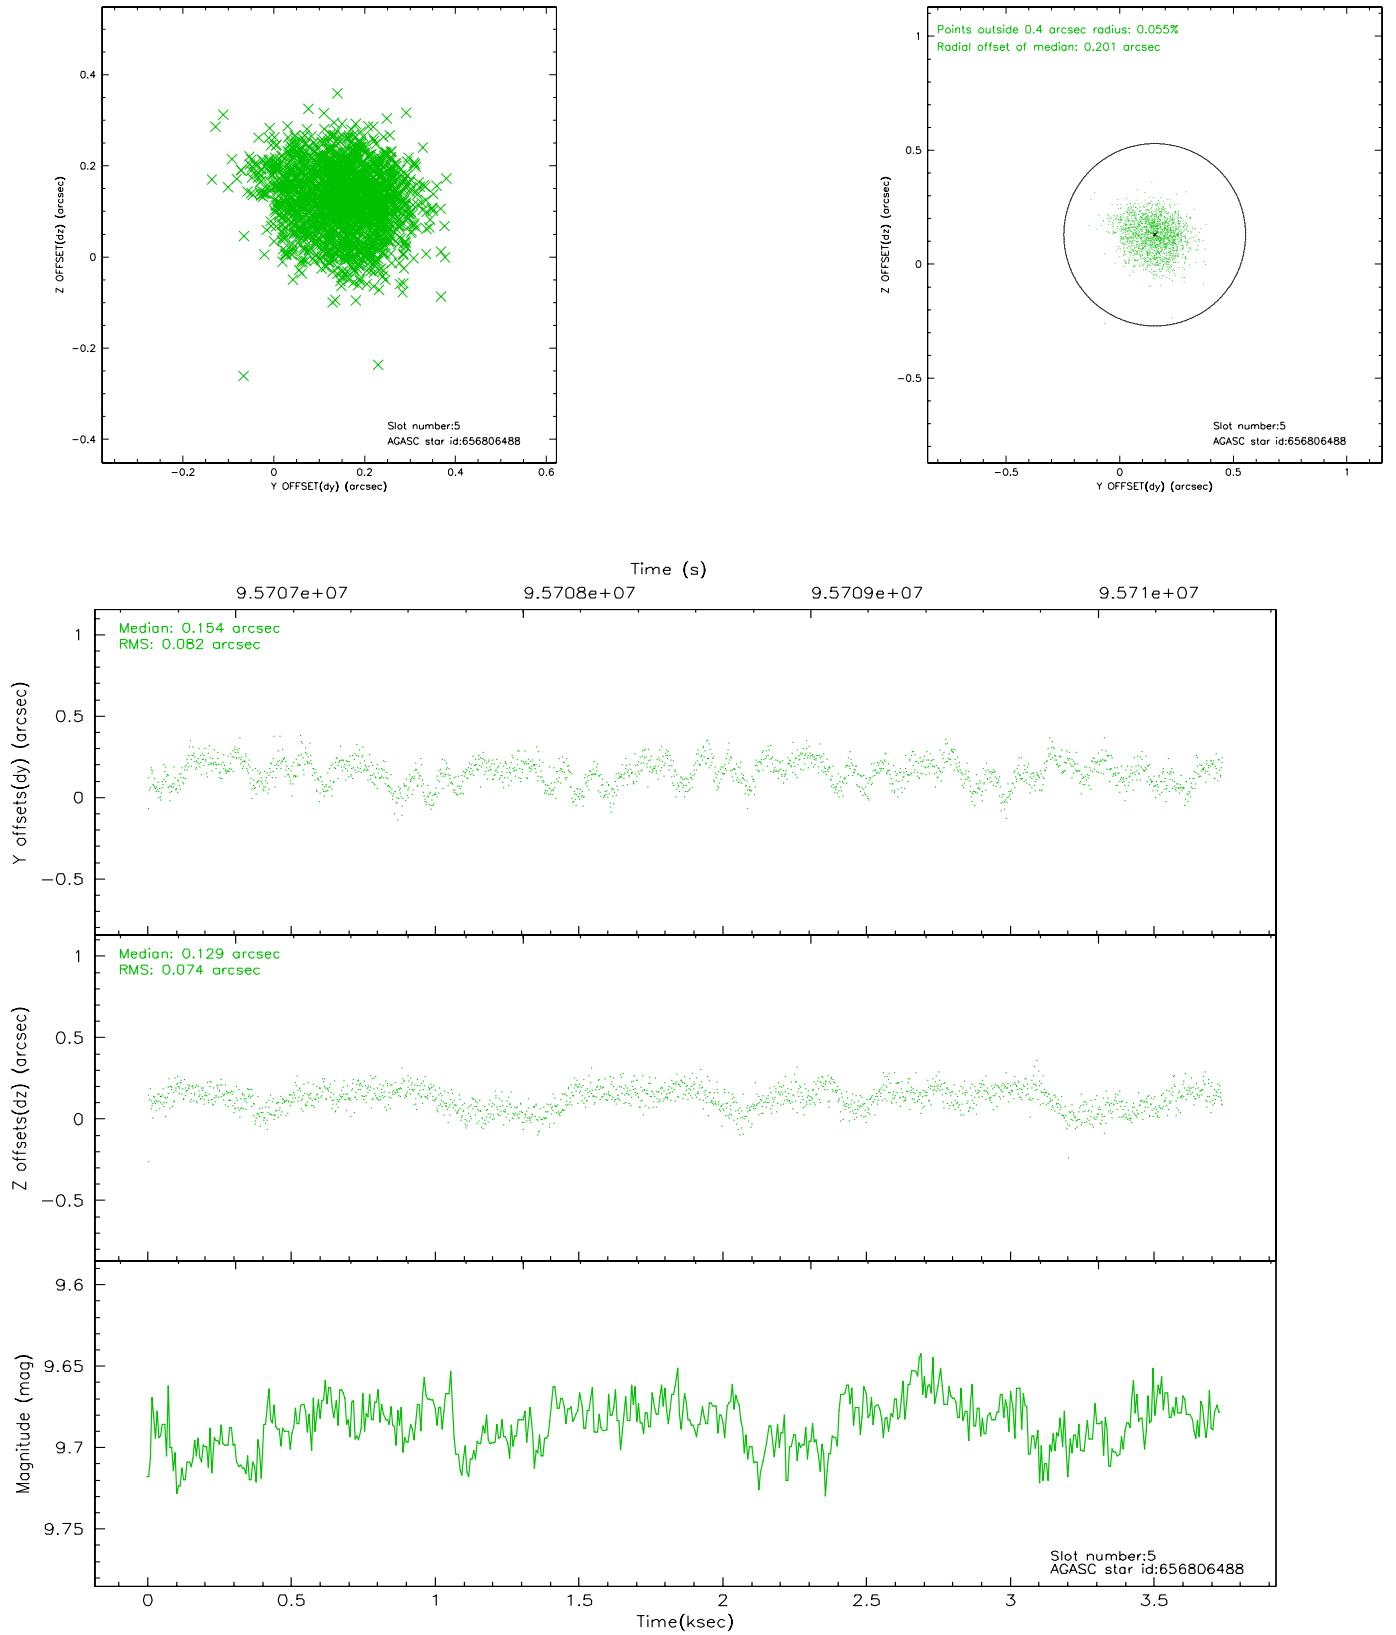 0.4
0.2
0
−0.2
−0.4
Z OFFSET(dz) (arcsec)
Slot number:5
AGASC star id:656806488
−0.2 0 0.2 0.4 0.6
Y OFFSET(dy) (arcsec)
Points outside 0.4 arcsec radius: 0.055%
Radial offset of median: 0.201 arcsec
1
0.5
0
−0.5
Z OFFSET(dz) (arcsec)
Slot number:5
AGASC star id:656806488
−0.5 0 0.5 1
Y OFFSET(dy) (arcsec)
Time (s)
9.5707e+07 9.5708e+07 9.5709e+07 9.571e+07
Median: 0.154 arcsec
RMS: 0.082 arcsec
1
0.5
0
−0.5
Y offsets(dy) (arcsec)
Median: 0.129 arcsec
RMS: 0.074 arcsec
1
0.5
0
−0.5
Z offsets(dz) (arcsec)
9.6
9.65
9.7
9.75
Magnitude (mag)
Slot number:5
AGASC star id:656806488
0 0.5 1 1.5 2 2.5 3 3.5
Time(ksec)